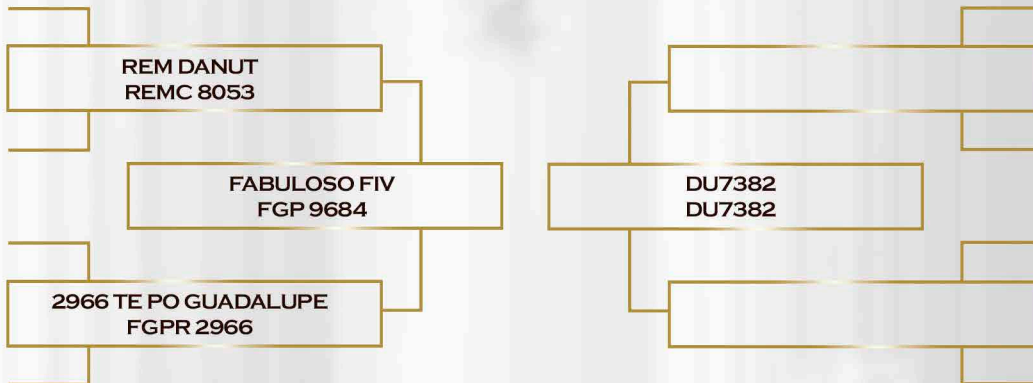 REM DANUT
REMC 8053
FABULOSO FIV
FGP 9684
2966 TE PO GUADALUPE
FGPR 2966
DU7382
DU7382